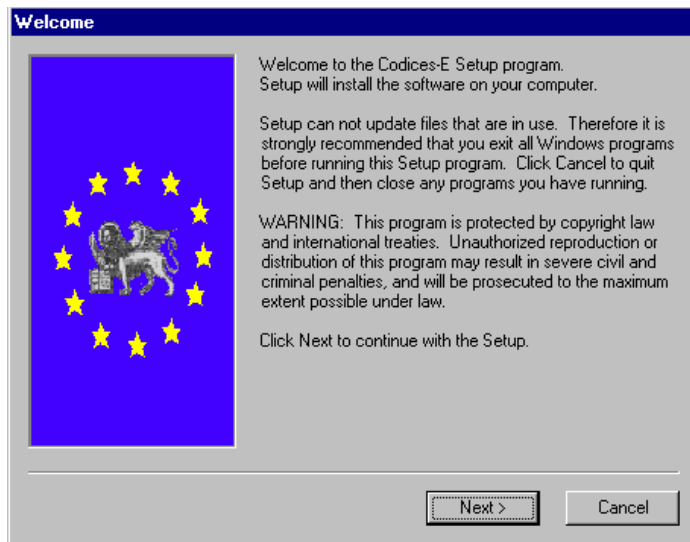 Welcome
Welcome to the Codices-E Setup program.
Setup will install the software on your computer.
Setup can not update files that are in use. Therefore it is
strongly recommended that you exit all Windows programs
before running this Setup program. Click Cancel to quit
Setup and then close any programs you have running.
WARNING: This program is protected by copyright law
and international treaties. Unauthorized reproduction or
distribution of this program may result in severe civil and
criminal penalties, and will be prosecuted to the maximum
extent possible under law.
Click Next to continue with the Setup.
Next >
Cancel